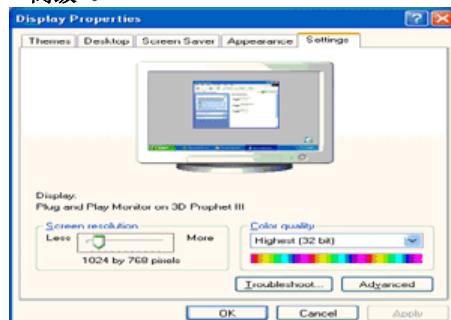 Display Properties
Themes Desktop Screen Saver Appearance Settings
Display:
Plug and Play Monitor on 3D Prophet III
Screen resolution
Color quality
Less More
Highest (32 bit)
1024 by 768 pixels
Troubleshoot... Advanced
OK Cancel Apply